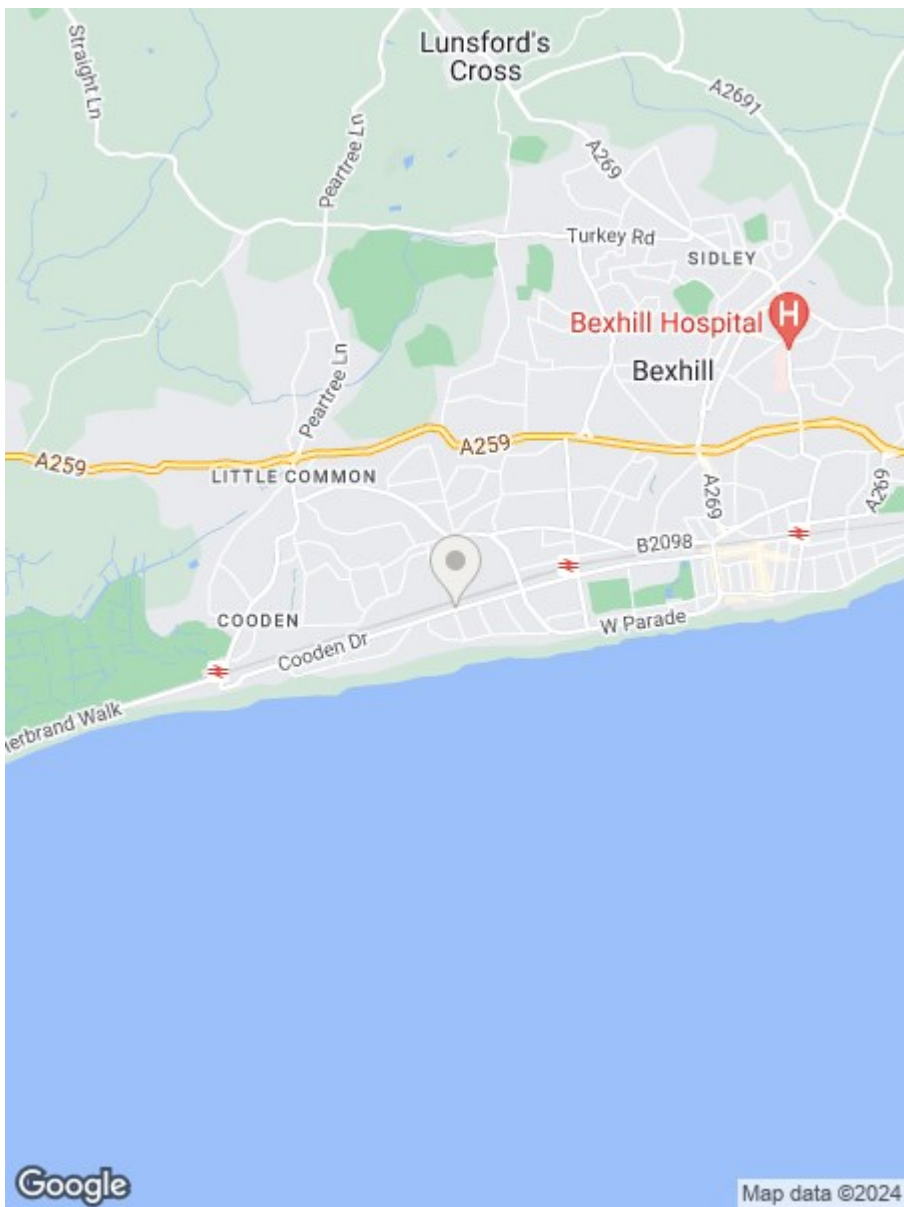 Lunsford's
Cross
Straight Ln
A2691
Peartree Ln
A269
Turkey Rd
SIDLEY
Bexhill Hospital
H
Bexhill
Peartree Ln
A259
A259
LITTLE COMMON
A269
A269
B2098
COODEN
W Parade
Cooden Dr
erbrand Walk
Google
Map data ©2024